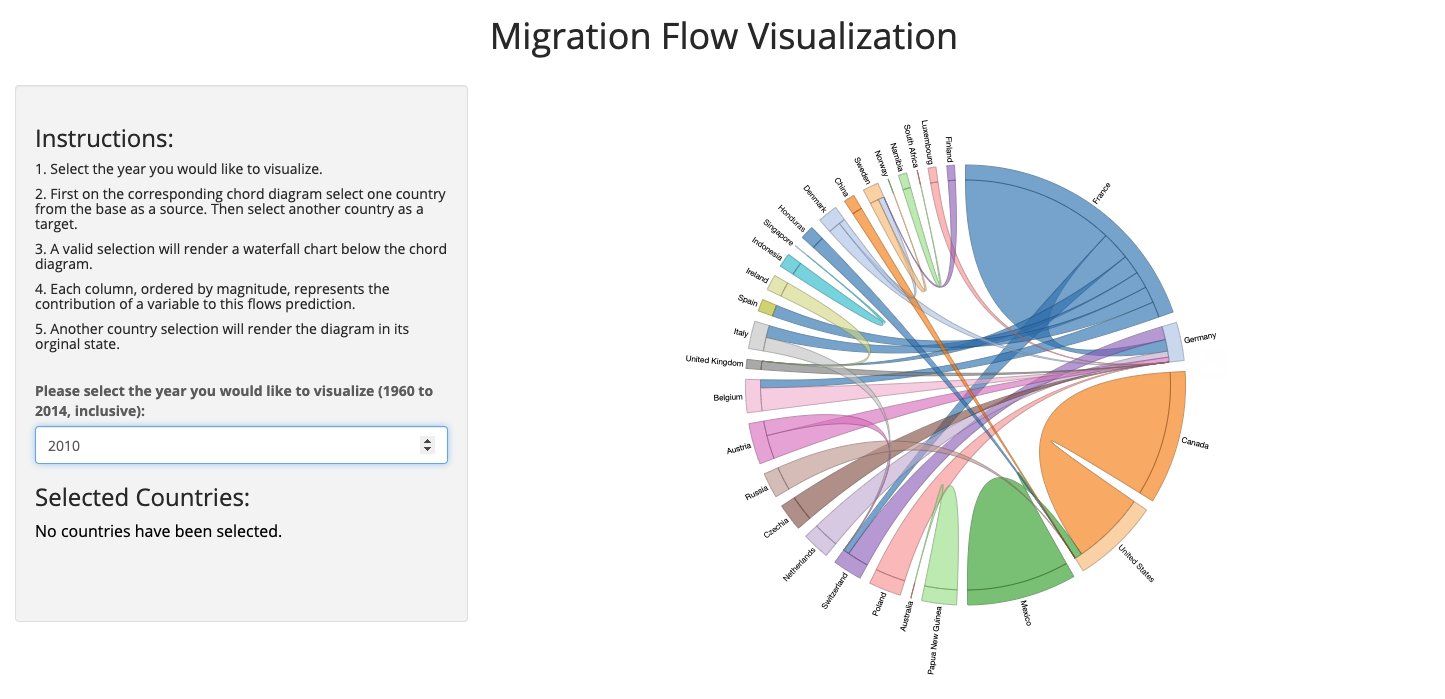 Migration Flow Visualization
Instructions:
1. Select the year you would like to visualize.
2. First on the corresponding chord diagram select one country
from the base as a source. Then select another country as a
target.
3. A valid selection will render a waterfall chart below the chord
diagram.
4. Each column, ordered by magnitude, represents the
contribution of a variable to this flows prediction.
5. Another country selection will render the diagram in its
orginal state.
Please select the year you would like to visualize (1960 to
2014, inclusive):
2010
Selected Countries:
No countries have been selected.
France
Germany
Canada
United States
Mexico
Papua New Guinea
Australia
Poland
Switzerland
Netherlands
Czechia
Russia
Austria
Belgium
United Kingdom
Italy
Spain
Ireland
Indonesia
Singapore
Honduras
Denmark
China
Sweden
Norway
Namibia
South Africa
Luxembourg
Finland